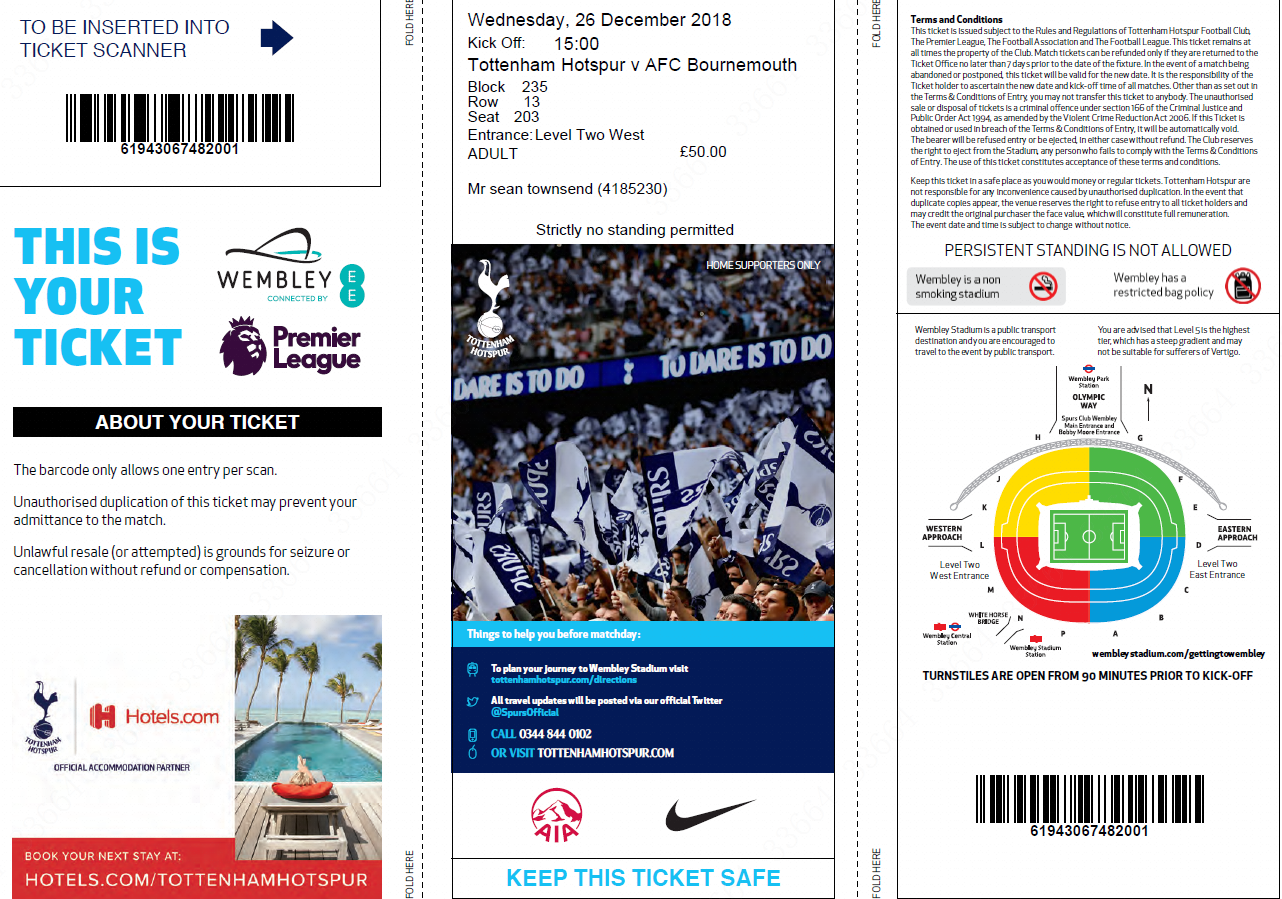 TO BE INSERTED INTO
TICKET SCANNER
61943067482001
THIS IS
YOUR
TICKET
WEMBLEY
CONNECTED BY
E
E
Premier
League
ABOUT YOUR TICKET
The barcode only allows one entry per scan.
Unauthorised duplication of this ticket may prevent your
admittance to the match.
Unlawful resale (or attempted) is grounds for seizure or
cancellation without refund or compensation.
TOTTENHAM
HOTSPUR
Hotels.com
OFFICIAL ACCOMMODATION PARTNER
BOOK YOUR NEXT STAY AT:
HOTELS.COM/TOTTENHAMHOTSPUR
FOLD HERE
FOLD HERE
Wednesday, 26 December 2018
Kick Off: 15:00
Tottenham Hotspur v AFC Bournemouth
Block 235
Row 13
Seat 203
Entrance: Level Two West
ADULT £50.00
Mr sean townsend (4185230)
Strictly no standing permitted
HOME SUPPORTERS ONLY
TOTTENHAM
HOTSPUR
DARE IS TO DO TO DARE IS TO DO
SPURS
Things to help you before matchday:
To plan your journey to Wembley Stadium visit
tottenhamhotspur.com/directions
All travel updates will be posted via our official Twitter
@SpursOfficial
CALL 0344 844 0102
OR VISIT TOTTENHAMHOTSPUR.COM
AIA
KEEP THIS TICKET SAFE
FOLD HERE
FOLD HERE
Terms and Conditions
This ticket is issued subject to the Rules and Regulations of Tottenham Hotspur Football Club,
The Premier League, The Football Association and The Football League. This ticket remains at
all times the property of the Club. Match tickets can be refunded only if they are returned to the
Ticket Office no later than 7 days prior to the date of the fixture. In the event of a match being
abandoned or postponed, this ticket will be valid for the new date. It is the responsibility of the
Ticket holder to ascertain the new date and kick-off time of all matches. Other than as set out in
the Terms & Conditions of Entry, you may not transfer this ticket to anybody. The unauthorised
sale or disposal of tickets is a criminal offence under section 166 of the Criminal Justice and
Public Order Act 1994, as amended by the Violent Crime Reduction Act 2006. If this Ticket is
obtained or used in breach of the Terms & Conditions of Entry, it will be automatically void.
The bearer will be refused entry or be ejected, in either case without refund. The Club reserves
the right to eject from the Stadium, any person who fails to comply with the Terms & Conditions
of Entry. The use of this ticket constitutes acceptance of these terms and conditions.
Keep this ticket in a safe place as you would money or regular tickets. Tottenham Hotspur are
not responsible for any inconvenience caused by unauthorised duplication. In the event that
duplicate copies appear, the venue reserves the right to refuse entry to all ticket holders and
may credit the original purchaser the face value, which will constitute full remuneration.
The event date and time is subject to change without notice.
PERSISTENT STANDING IS NOT ALLOWED
Wembley is a non
smoking stadium
Wembley has a
restricted bag policy
Wembley Stadium is a public transport
destination and you are encouraged to
travel to the event by public transport.
You are advised that Level 5 is the highest
tier, which has a steep gradient and may
not be suitable for sufferers of Vertigo.
Wembley Park
Station
OLYMPIC
WAY
Spurs Club Wembley
Main Entrance and
Bobby Moore Entrance
N
H
G
J
F
K
E
WESTERN
APPROACH
EASTERN
APPROACH
L
D
Level Two
West Entrance
Level Two
East Entrance
M
C
N
B
P
A
WHITE HORSE
BRIDGE
Wembley Central
Station
Wembley Stadium
Station
wembleystadium.com/gettingtowembley
TURNSTILES ARE OPEN FROM 90 MINUTES PRIOR TO KICK-OFF
61943067482001